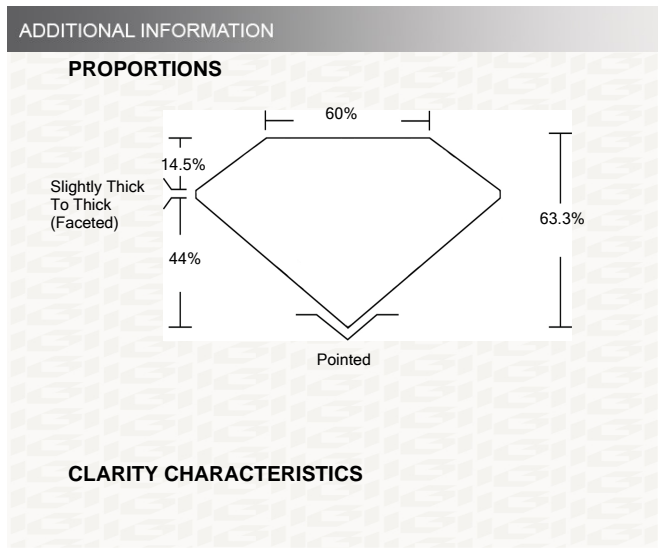 ADDITIONAL INFORMATION
PROPORTIONS
60%
14.5%
Slightly Thick
To Thick
(Faceted)
63.3%
44%
Pointed
CLARITY CHARACTERISTICS